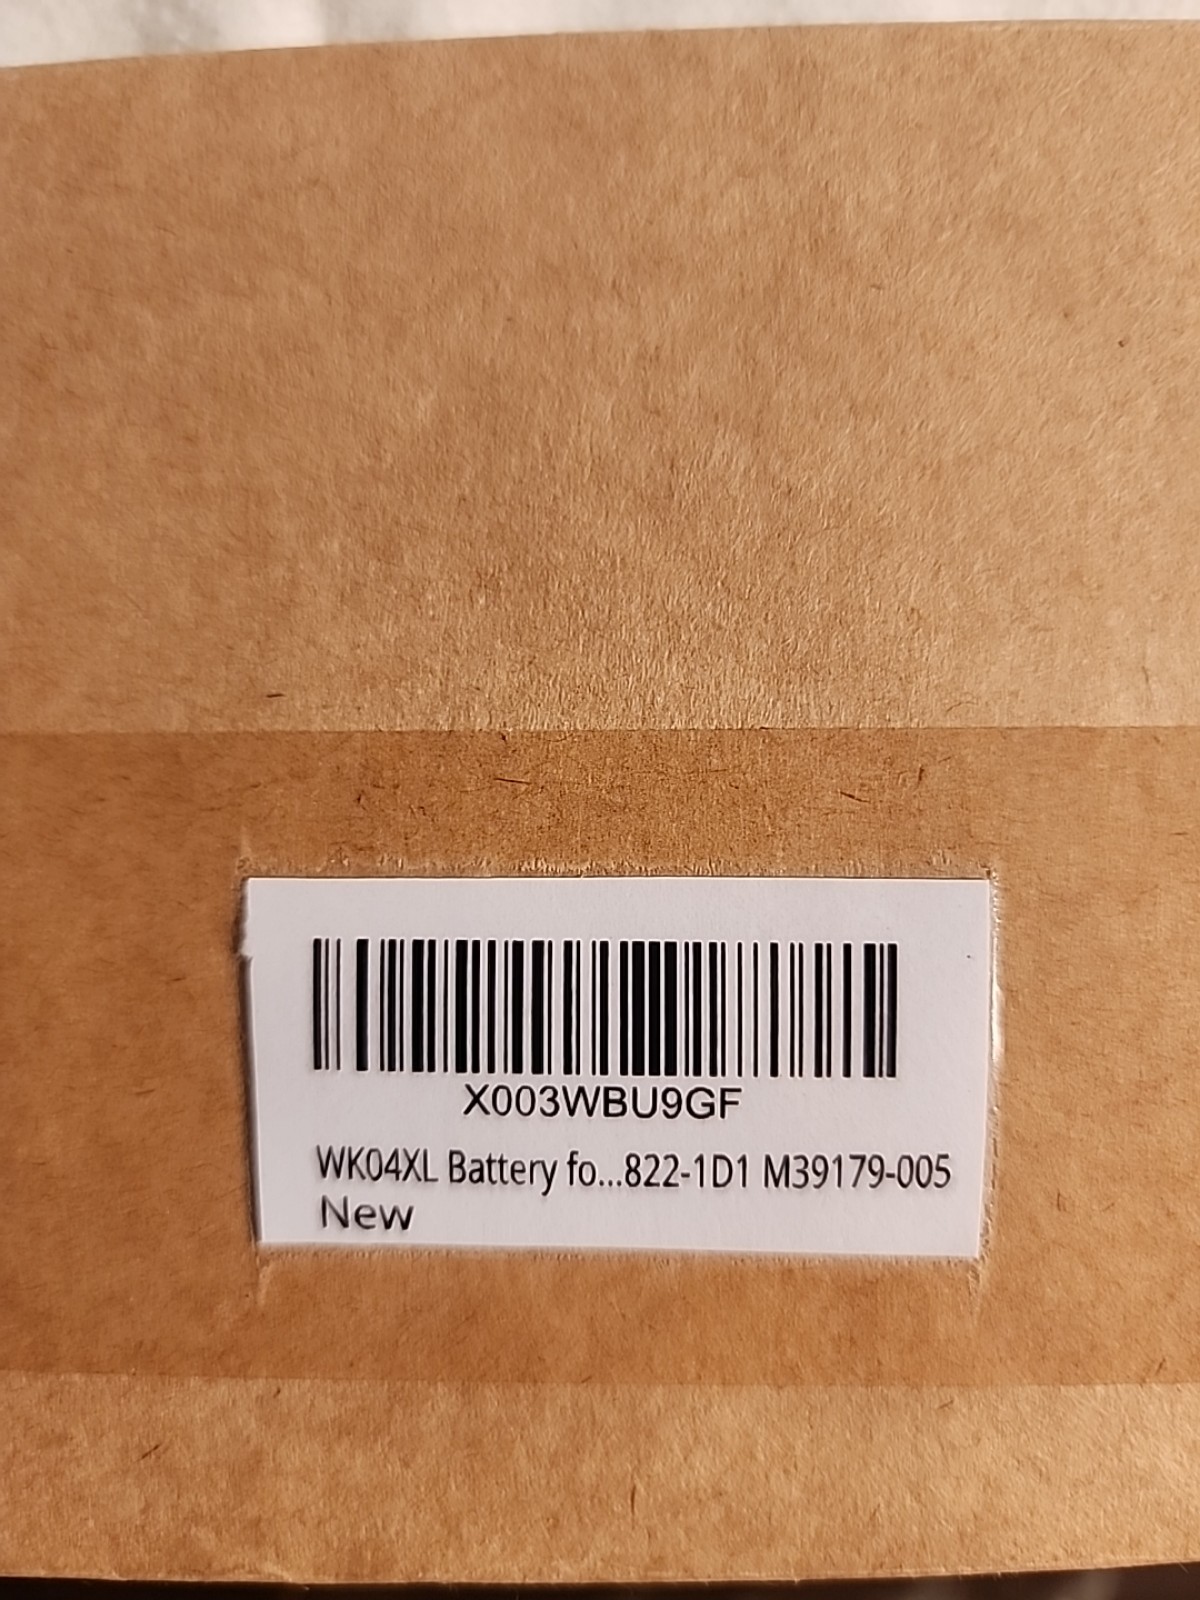 X003WBU9GF
WK04XL Battery fo...822-1D1 M39179-005
New